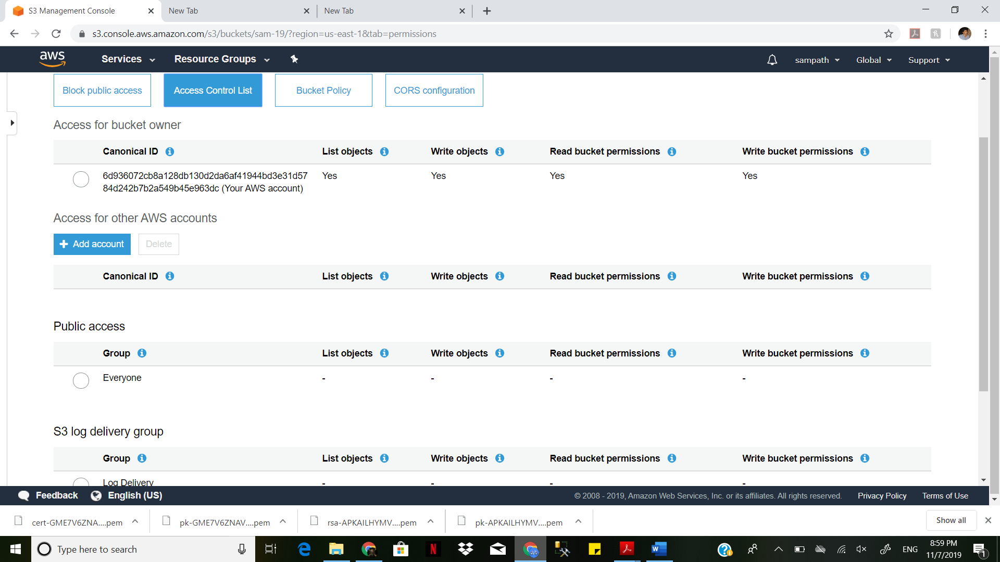 S3 Management Console
New Tab
New Tab
s3.console.aws.amazon.com/s3/buckets/sam-19/?region=us-east-1&tab=permissions
aws Services Resource Groups sampath Global Support
Block public access Access Control List Bucket Policy CORS configuration
Access for bucket owner
Canonical ID List objects Write objects Read bucket permissions Write bucket permissions
6d936072cb8a128db130d2da6af41944bd3e31d57 Yes Yes Yes Yes
84d242b7b2a549b45e963dc (Your AWS account)
Access for other AWS accounts
+ Add account Delete
Canonical ID List objects Write objects Read bucket permissions Write bucket permissions
Public access
Group List objects Write objects Read bucket permissions Write bucket permissions
Everyone - - - -
S3 log delivery group
Group List objects Write objects Read bucket permissions Write bucket permissions
Log Delivery - - - -
Feedback English (US) © 2008 - 2019, Amazon Web Services, Inc. or its affiliates. All rights reserved. Privacy Policy Terms of Use
cert-GME7V6ZNA....pem pk-GME7V6ZNAV....pem rsa-APKAILHYMV....pem pk-APKAILHYMV....pem Show all
Type here to search ENG 8:59 PM
11/7/2019 1